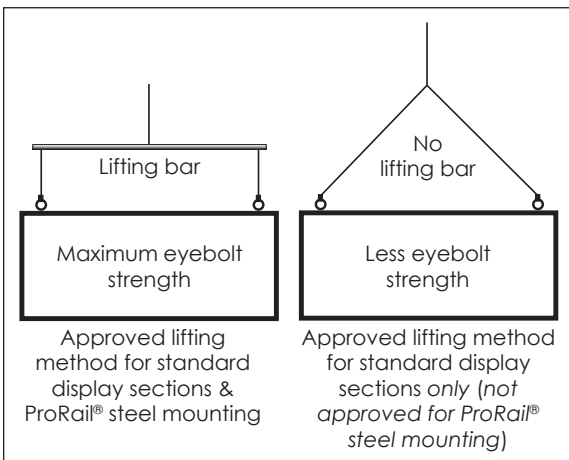 Lifting bar
Maximum eyebolt
strength
Approved lifting
method for standard
display sections &
ProRail® steel mounting
No
lifting bar
Less eyebolt
strength
Approved lifting method
for standard display
sections only (not
approved for ProRail®
steel mounting)